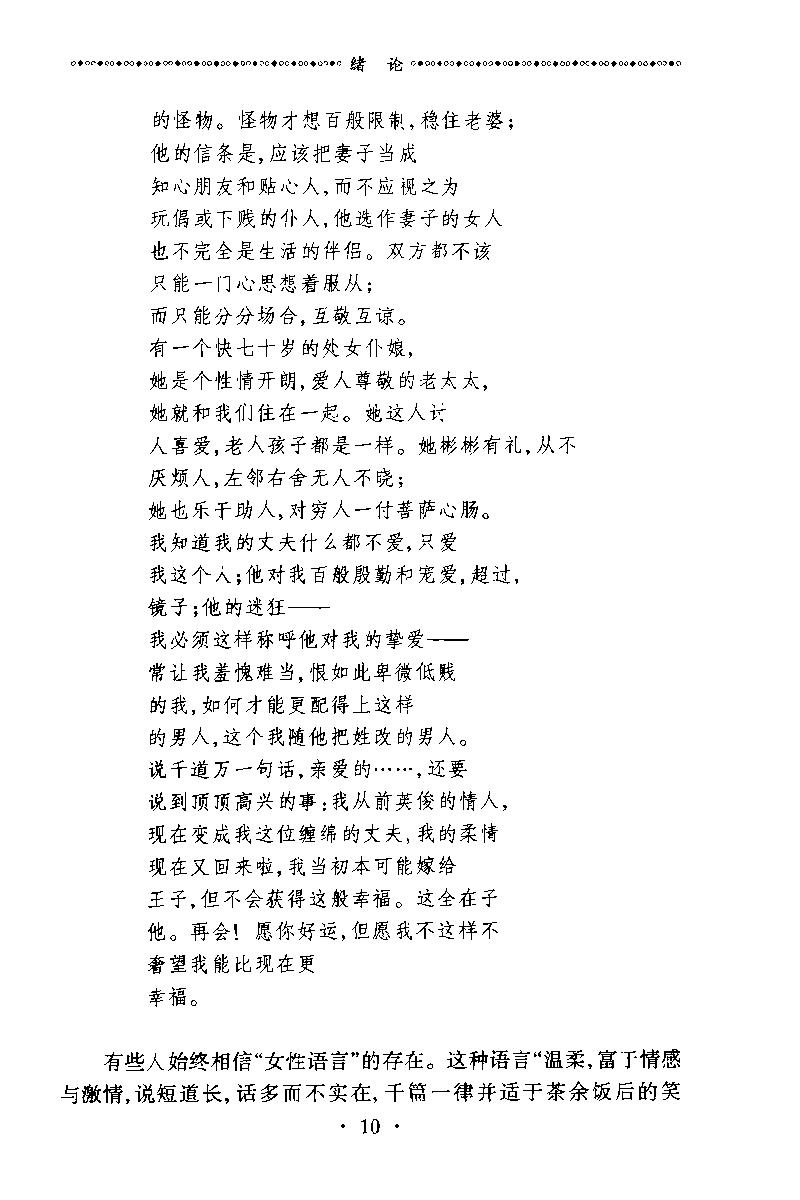 绪 论
的怪物。怪物才想百般限制,稳住老婆;
他的信条是,应该把妻子当成
知心朋友和贴心人,而不应视之为
玩偶或下贱的仆人,他选作妻子的女人
也不完全是生活的伴侣。双方都不该
只能一门心思想着服从;
而只能分分场合,互敬互谅。
有一个快七十岁的处女仆娘,
她是个性情开朗,爱人尊敬的老太太,
她就和我们住在一起。她这人讨
人喜爱,老人孩子都是一样。她彬彬有礼,从不
厌烦人,左邻右舍无人不晓;
她也乐于助人,对穷人一付菩萨心肠。
我知道我的丈夫什么都不爱,只爱
我这个人;他对我百般殷勤和宠爱,超过,
镜子;他的迷狂——
我必须这样称呼他对我的挚爱——
常让我羞愧难当,恨如此卑微低贱
的我,如何才能更配得上这样
的男人,这个我随他把姓改的男人。
说千道万一句话,亲爱的……,还要
说到顶顶高兴的事:我从前英俊的情人,
现在变成我这位缠绵的丈夫,我的柔情
现在又回来啦,我当初本可能嫁给
王子,但不会获得这般幸福。这全在于
他。再会!愿你好运,但愿我不这样不
奢望我能比现在更
幸福。
有些人始终相信“女性语言”的存在。这种语言“温柔,富于情感
与激情,说短道长,话多而不实在,千篇一律并适于茶余饭后的笑
· 10 ·